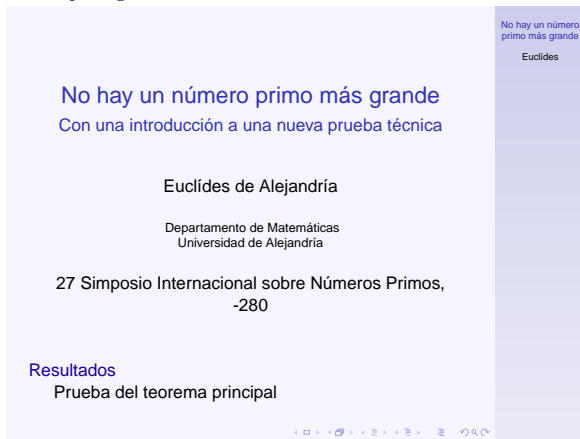 No hay un número primo más grande
Con una introducción a una nueva prueba técnica
Euclídes de Alejandría
Departamento de Matemáticas
Universidad de Alejandría
27 Simposio Internacional sobre Números Primos,
-280
Resultados
Prueba del teorema principal
No hay un número
primo más grande
Euclídes